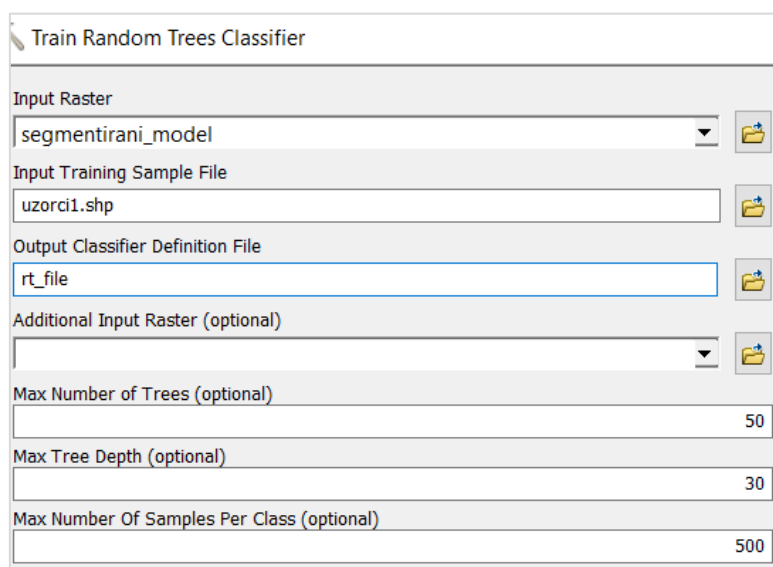 Train Random Trees Classifier
Input Raster
segmentirani_model
Input Training Sample File
uzorci1.shp
Output Classifier Definition File
rt_file
Additional Input Raster (optional)
Max Number of Trees (optional)
50
Max Tree Depth (optional)
30
Max Number Of Samples Per Class (optional)
500